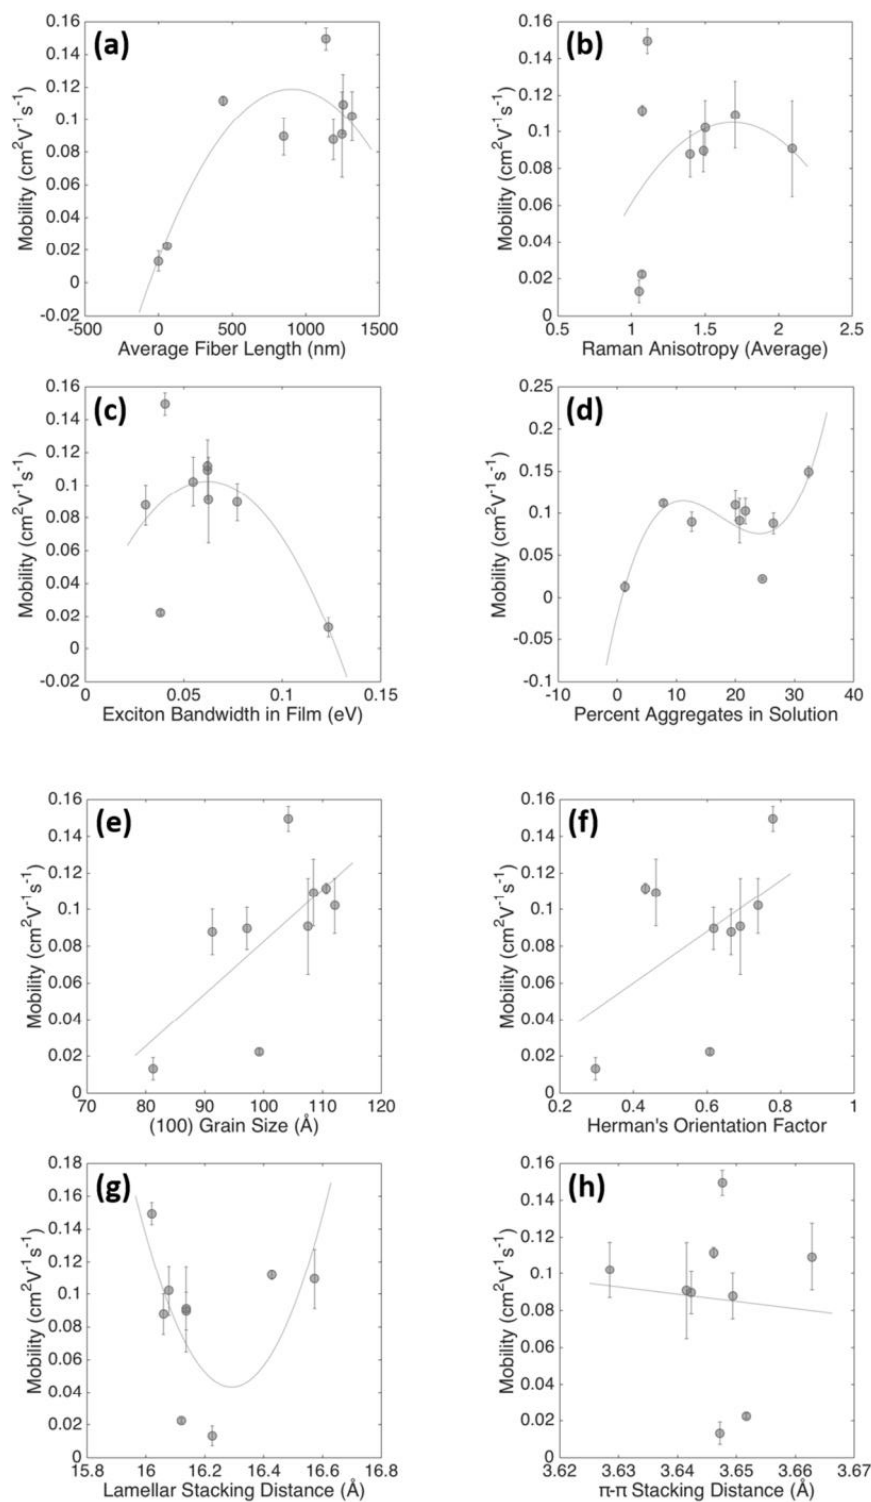 (a)
Mobility (cm²V⁻¹s⁻¹)
0.16
0.14
0.12
0.1
0.08
0.06
0.04
0.02
0
-0.02
-500 0 500 1000 1500
Average Fiber Length (nm)
(b)
Mobility (cm²V⁻¹s⁻¹)
0.16
0.14
0.12
0.1
0.08
0.06
0.04
0.02
0
0.5 1 1.5 2 2.5
Raman Anisotropy (Average)
(c)
Mobility (cm²V⁻¹s⁻¹)
0.16
0.14
0.12
0.1
0.08
0.06
0.04
0.02
0
-0.02
0 0.05 0.1 0.15
Exciton Bandwidth in Film (eV)
(d)
Mobility (cm²V⁻¹s⁻¹)
0.25
0.2
0.15
0.1
0.05
0
-0.05
-0.1
-10 0 10 20 30 40
Percent Aggregates in Solution
(e)
Mobility (cm²V⁻¹s⁻¹)
0.16
0.14
0.12
0.1
0.08
0.06
0.04
0.02
0
70 80 90 100 110 120
(100) Grain Size (Å)
(f)
Mobility (cm²V⁻¹s⁻¹)
0.16
0.14
0.12
0.1
0.08
0.06
0.04
0.02
0
0.2 0.4 0.6 0.8 1
Herman's Orientation Factor
(g)
Mobility (cm²V⁻¹s⁻¹)
0.18
0.16
0.14
0.12
0.1
0.08
0.06
0.04
0.02
0
15.8 16 16.2 16.4 16.6 16.8
Lamellar Stacking Distance (Å)
(h)
Mobility (cm²V⁻¹s⁻¹)
0.16
0.14
0.12
0.1
0.08
0.06
0.04
0.02
0
3.62 3.63 3.64 3.65 3.66 3.67
π-π Stacking Distance (Å)